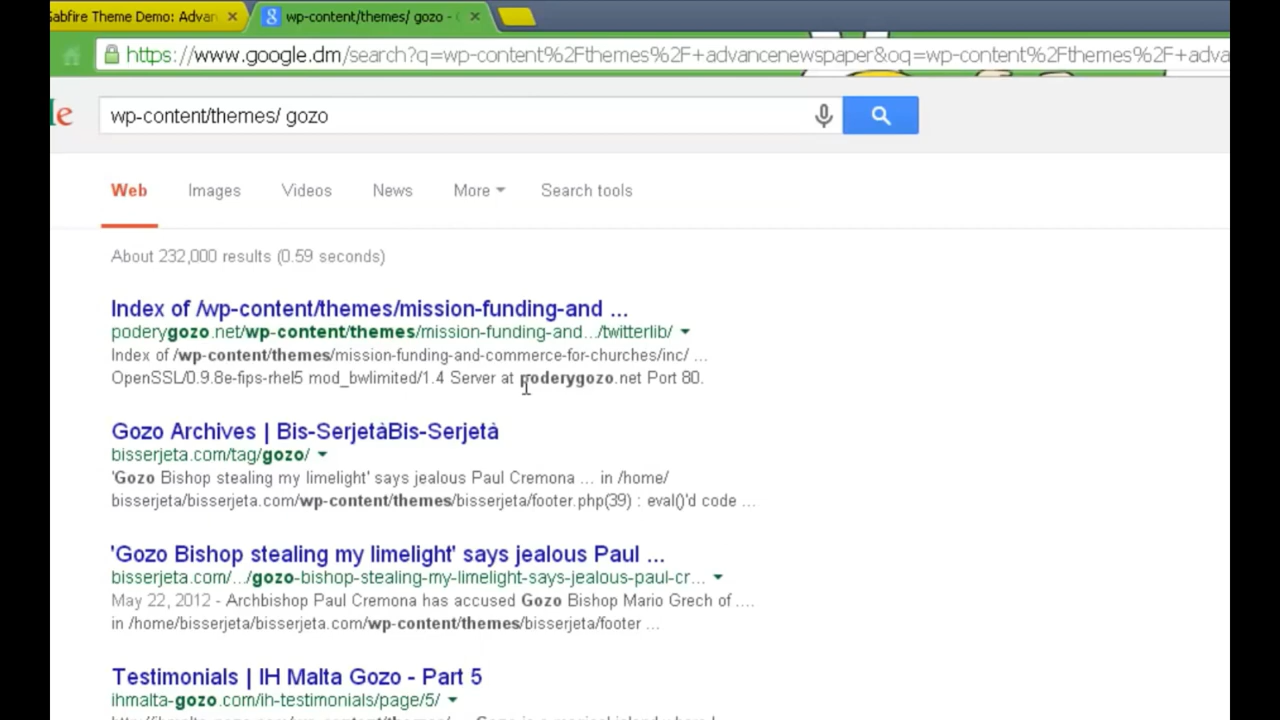 Gabfire Theme Demo: Advan
wp-content/themes/ gozo -
https://www.google.dm/search?q=wp-content%2Fthemes%2F+advancenewspaper&oq=wp-content%2Fthemes%2F+adva
le
wp-content/themes/ gozo
Web Images Videos News More Search tools
About 232,000 results (0.59 seconds)
Index of /wp-content/themes/mission-funding-and ...
poderygozo.net/wp-content/themes/mission-funding-and.../twitterlib/
Index of /wp-content/themes/mission-funding-and-commerce-for-churches/inc/ ...
OpenSSL/0.9.8e-fips-rhel5 mod_bwlimited/1.4 Server at poderygozo.net Port 80.
Gozo Archives | Bis-SerjetàBis-Serjetà
bisserjeta.com/tag/gozo/
'Gozo Bishop stealing my limelight' says jealous Paul Cremona ... in /home/
bisserjeta/bisserjeta.com/wp-content/themes/bisserjeta/footer.php(39) : eval()'d code ...
'Gozo Bishop stealing my limelight' says jealous Paul ...
bisserjeta.com/.../gozo-bishop-stealing-my-limelight-says-jealous-paul-cr...
May 22, 2012 - Archbishop Paul Cremona has accused Gozo Bishop Mario Grech of ....
in /home/bisserjeta/bisserjeta.com/wp-content/themes/bisserjeta/footer ...
Testimonials | IH Malta Gozo - Part 5
ihmalta-gozo.com/ih-testimonials/page/5/